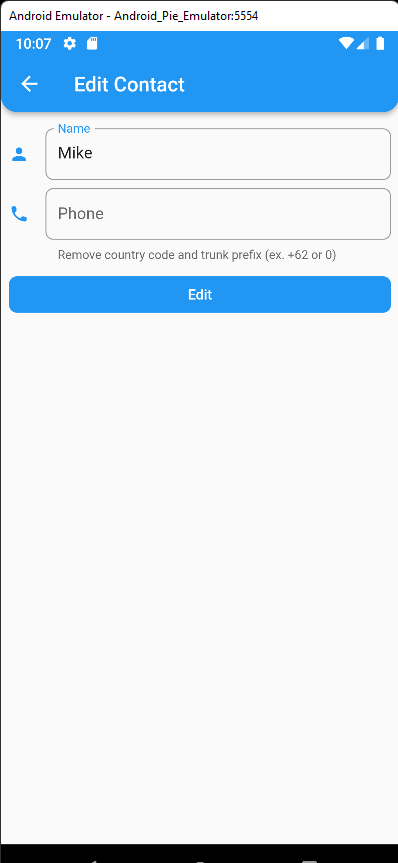 Android Emulator - Android_Pie_Emulator:5554
10:07
Edit Contact
Name
Mike
Phone
Remove country code and trunk prefix (ex. +62 or 0)
Edit